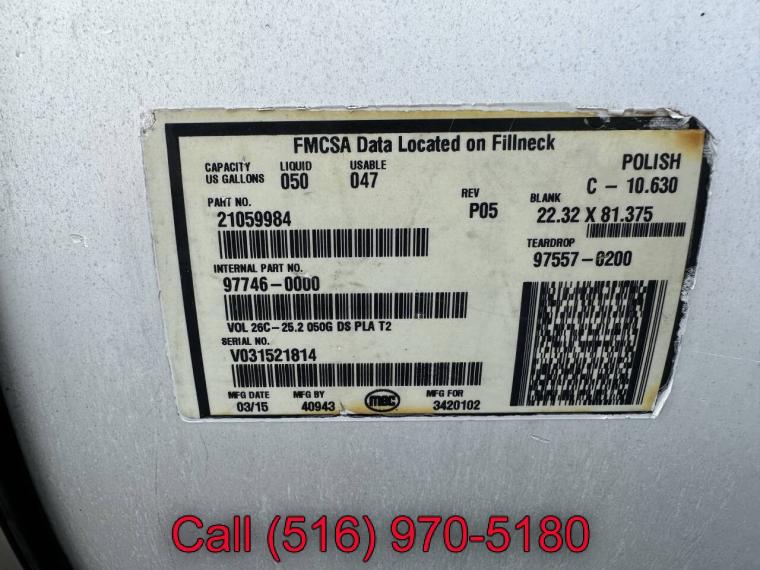 FMCSA Data Located on Fillneck
CAPACITY LIQUID USABLE
US GALLONS 050 047
POLISH
C - 10.630
PART NO.
REV
P05
BLANK
22.32 X 81.375
21059984
TEARDROP
97557-0200
INTERNAL PART NO.
97746-0000
VOL 26C-25.2 050G DS PLA T2
SERIAL NO.
V031521814
MFG DATE MFG BY MFG FOR
03/15 40943 mec 3420102
Call (516) 970-5180